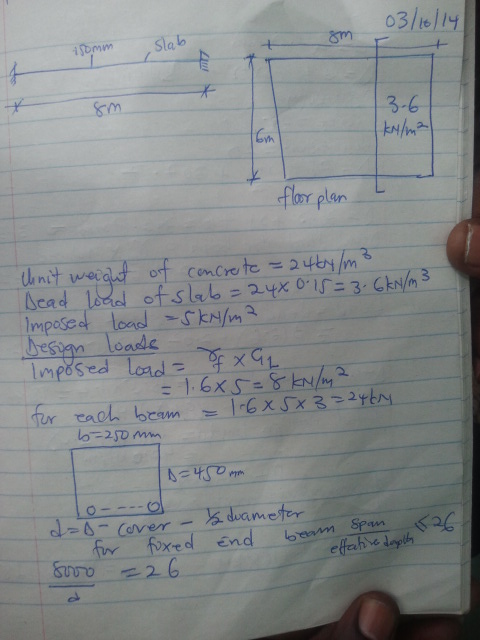 03/10/14
150mm slab
8m
8m
6m
3.6
kN/m²
floor plan
Unit weight of concrete = 24kN/m³
Dead load of slab = 24 x 0.15 = 3.6kN/m³
Imposed load = 5 kN/m²
Design loads
Imposed load = γf x GL
= 1.6 x 5 = 8 kN/m²
for each beam = 1.6 x 5 x 3 = 24kN
b=250 mm
D=450 mm
d = D - cover - ½ diameter
for fixed end beam span / effective depth ≤ 26
8000/d = 26